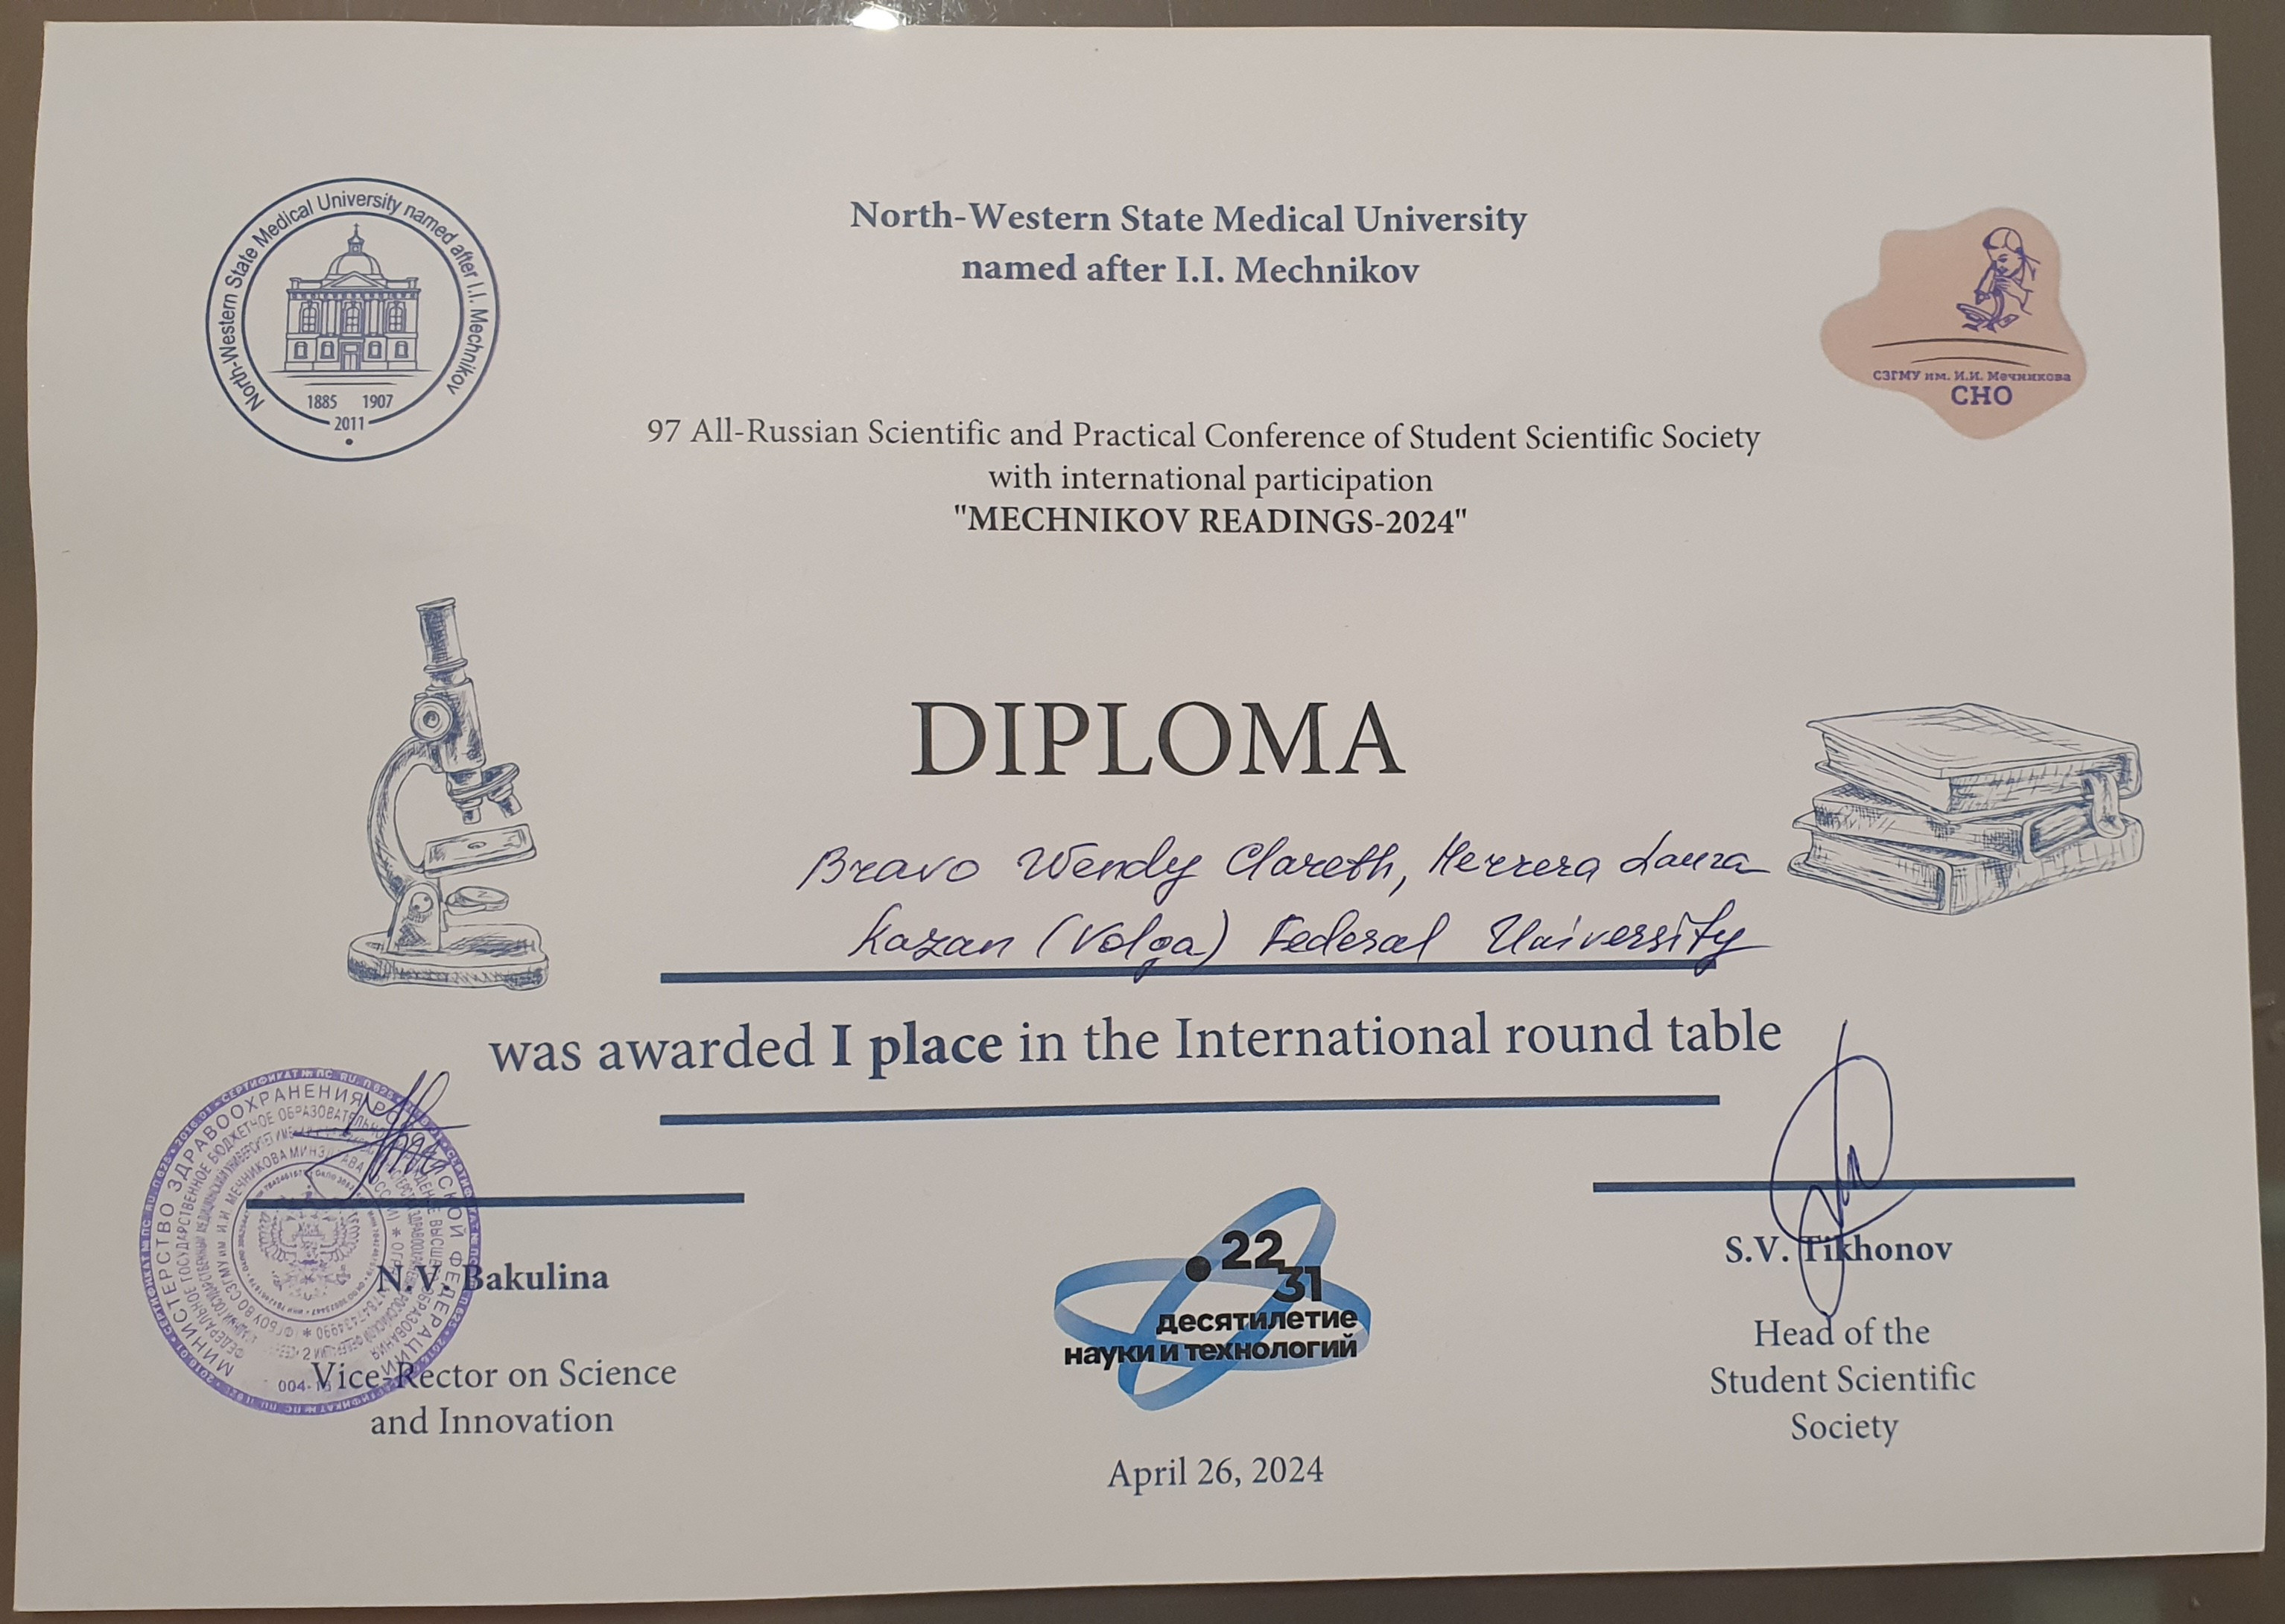 North-Western State Medical University named after I.I. Mechnikov
1885 1907
2011
North-Western State Medical University
named after I.I. Mechnikov
СЗГМУ им. И.И. Мечникова
СНО
97 All-Russian Scientific and Practical Conference of Student Scientific Society
with international participation
"MECHNIKOV READINGS-2024"
DIPLOMA
Bravo Wendy Clareth, Herrera Laura
Kazan (Volga) Federal University
was awarded I place in the International round table
МИНИСТЕРСТВО ЗДРАВООХРАНЕНИЯ РОССИЙСКОЙ ФЕДЕРАЦИИ
N.V. Bakulina
Vice-Rector on Science
and Innovation
22
31
десятилетие
науки и технологий
April 26, 2024
S.V. Tikhonov
Head of the
Student Scientific
Society